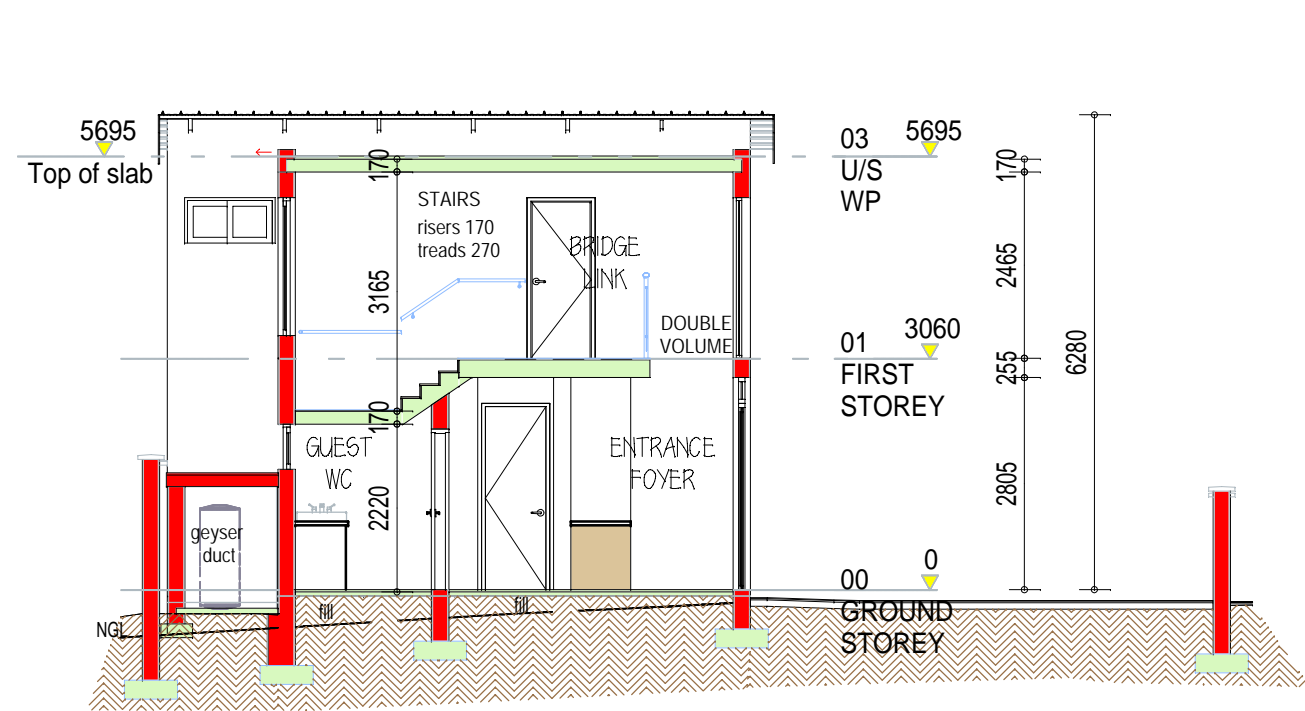 5695
Top of slab
170
STAIRS
risers 170
treads 270
BRIDGE
LINK
3165
DOUBLE
VOLUME
170
GUEST
WC
2220
ENTRANCE
FOYER
geyser
duct
fill
fill
NGL
03
5695
U/S
WP
01
3060
FIRST
STOREY
00
0
GROUND
STOREY
170
2465
255
2805
6280